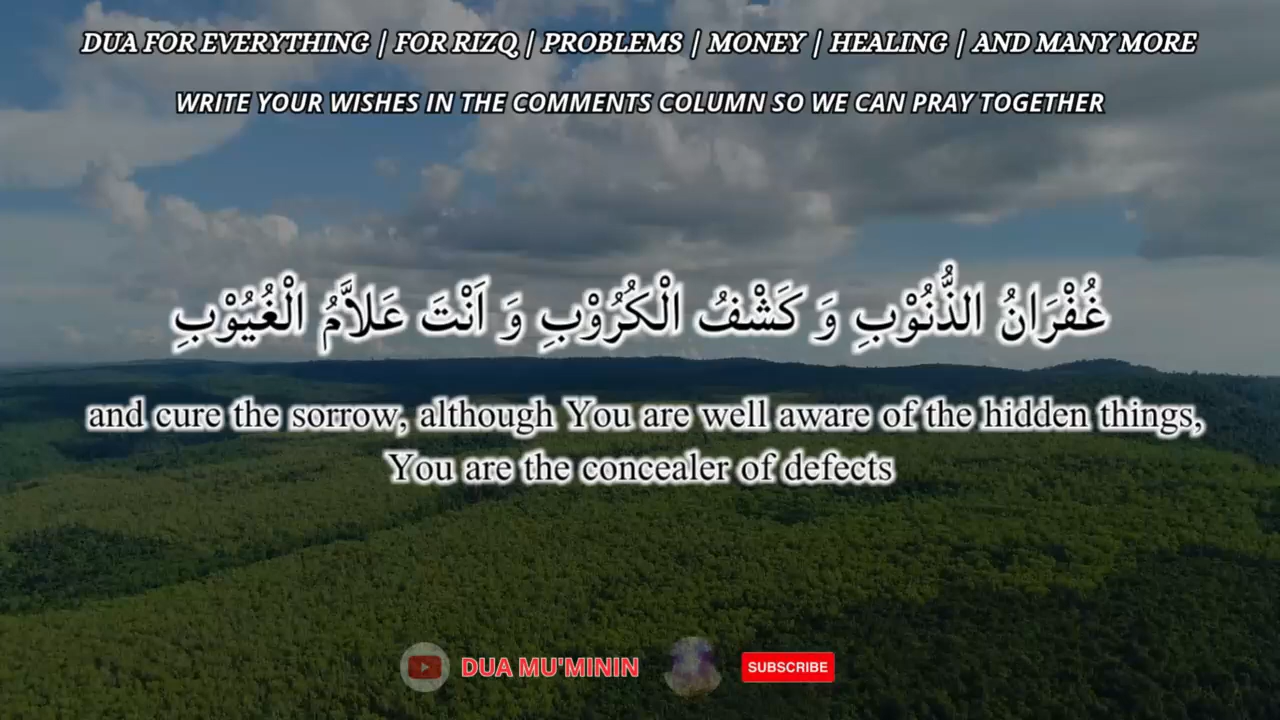 DUA FOR EVERYTHING | FOR RIZQ | PROBLEMS | MONEY | HEALING | AND MANY MORE
WRITE YOUR WISHES IN THE COMMENTS COLUMN SO WE CAN PRAY TOGETHER
غُفْرَانُ الذُّنُوْبِ وَ كَشْفُ الْكُرُوْبِ وَ اَنْتَ عَلاَّمُ الْغُيُوْبِ
and cure the sorrow, although You are well aware of the hidden things,
You are the concealer of defects
DUA MU'MININ
SUBSCRIBE